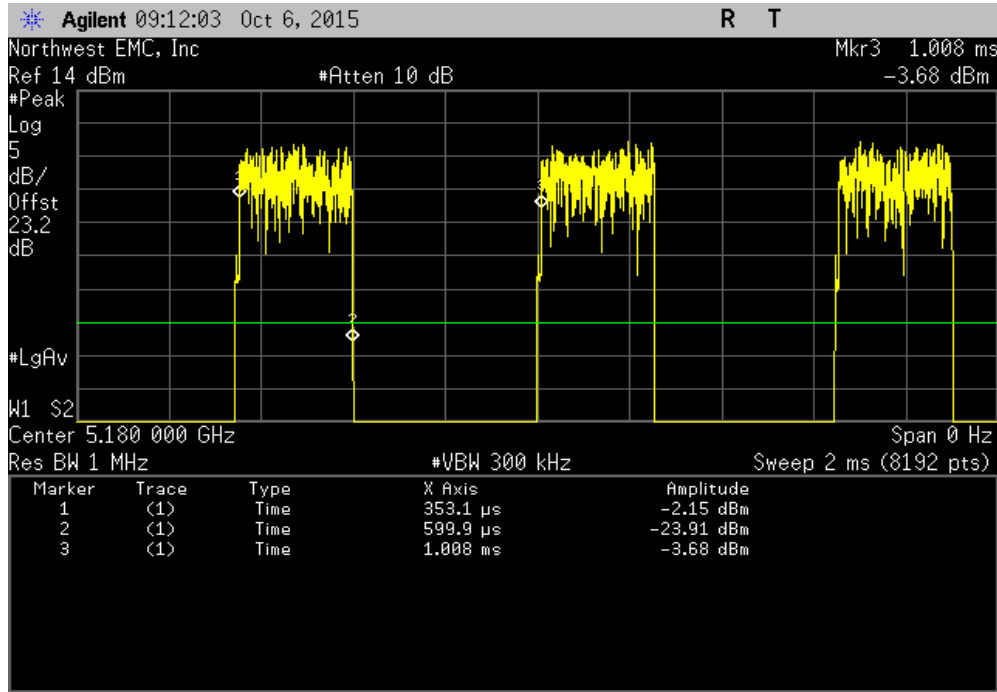 Agilent 09:12:03 Oct 6, 2015 R T
Northwest EMC, Inc Mkr3 1.008 ms
Ref 14 dBm #Atten 10 dB -3.68 dBm
#Peak
Log
5
dB/
Offst
23.2
dB
1
3
2
#LgAv
W1 S2
Center 5.180 000 GHz Span 0 Hz
Res BW 1 MHz #VBW 300 kHz Sweep 2 ms (8192 pts)
Marker Trace Type X Axis Amplitude
1 (1) Time 353.1 µs -2.15 dBm
2 (1) Time 599.9 µs -23.91 dBm
3 (1) Time 1.008 ms -3.68 dBm